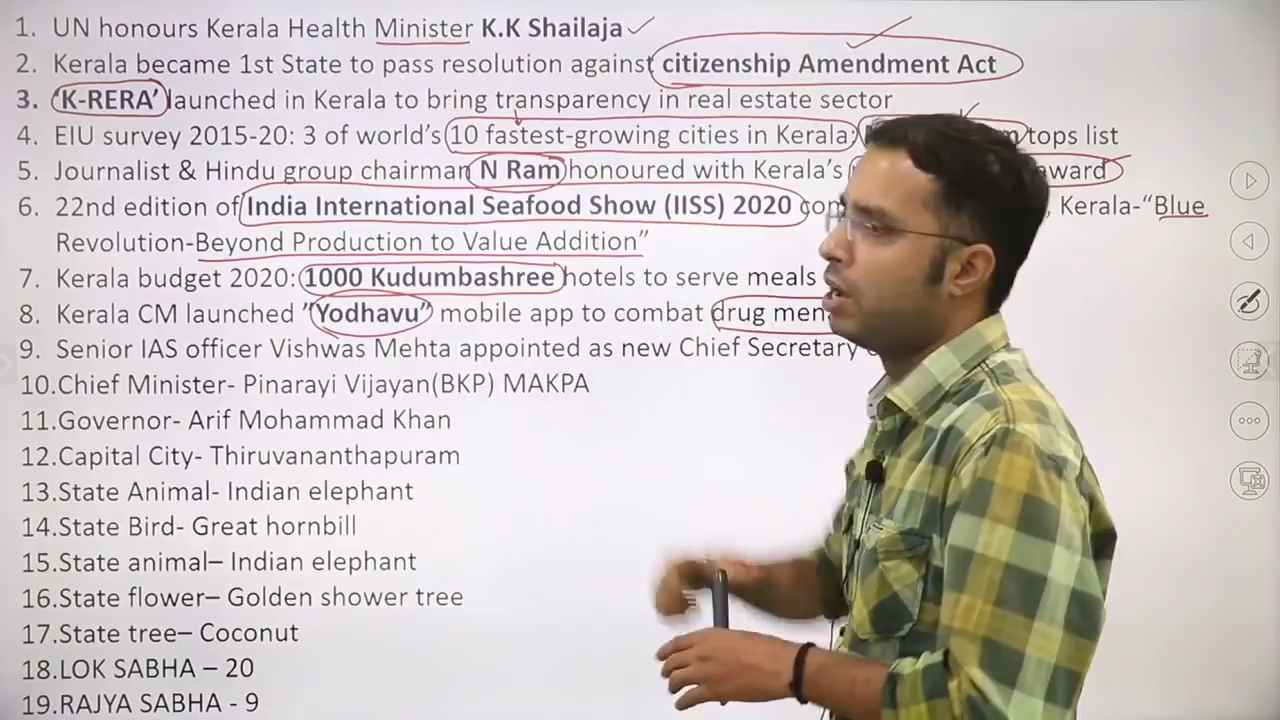 1. UN honours Kerala Health Minister K.K Shailaja
2. Kerala became 1st State to pass resolution against citizenship Amendment Act
3. 'K-RERA' launched in Kerala to bring transparency in real estate sector
4. EIU survey 2015-20: 3 of world's 10 fastest-growing cities in Kerala; tops list
5. Journalist & Hindu group chairman N Ram honoured with Kerala's
6. 22nd edition of India International Seafood Show (IISS) 2020 Kerala-"Blue
Revolution-Beyond Production to Value Addition"
7. Kerala budget 2020: 1000 Kudumbashree hotels to serve meals
8. Kerala CM launched "Yodhavu" mobile app to combat drug
9. Senior IAS officer Vishwas Mehta appointed as new Chief Secretary
10.Chief Minister- Pinarayi Vijayan(BKP) MAKPA
11.Governor- Arif Mohammad Khan
12.Capital City- Thiruvananthapuram
13.State Animal- Indian elephant
14.State Bird- Great hornbill
15.State animal– Indian elephant
16.State flower– Golden shower tree
17.State tree– Coconut
18.LOK SABHA – 20
19.RAJYA SABHA - 9